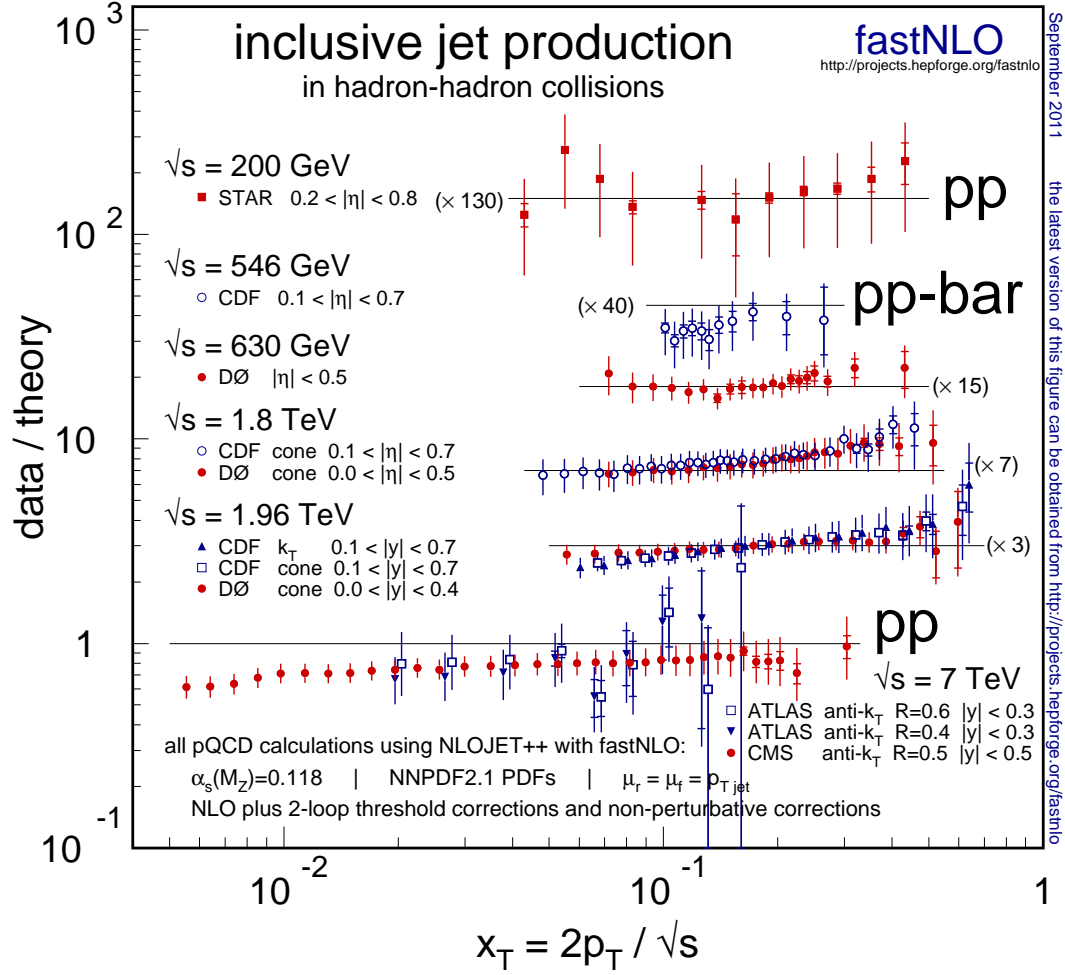 inclusive jet production
in hadron-hadron collisions
fastNLO
http://projects.hepforge.org/fastnlo
√s = 200 GeV
STAR 0.2 < |η| < 0.8
(× 130)
pp
√s = 546 GeV
CDF 0.1 < |η| < 0.7
(× 40)
pp-bar
√s = 630 GeV
DØ |η| < 0.5
(× 15)
√s = 1.8 TeV
CDF cone 0.1 < |η| < 0.7
DØ cone 0.0 < |η| < 0.5
(× 7)
√s = 1.96 TeV
CDF k_T 0.1 < |y| < 0.7
CDF cone 0.1 < |y| < 0.7
DØ cone 0.0 < |y| < 0.4
(× 3)
pp
√s = 7 TeV
ATLAS anti-k_T R=0.6 |y| < 0.3
ATLAS anti-k_T R=0.4 |y| < 0.3
CMS anti-k_T R=0.5 |y| < 0.5
all pQCD calculations using NLOJET++ with fastNLO:
α_s(M_Z)=0.118 | NNPDF2.1 PDFs | μ_r = μ_f = p_T jet
NLO plus 2-loop threshold corrections and non-perturbative corrections
data / theory
10^3
10^2
10
1
10^-1
10^-2
10^-1
1
x_T = 2p_T / √s
September 2011 the latest version of this figure can be obtained from http://projects.hepforge.org/fastnlo